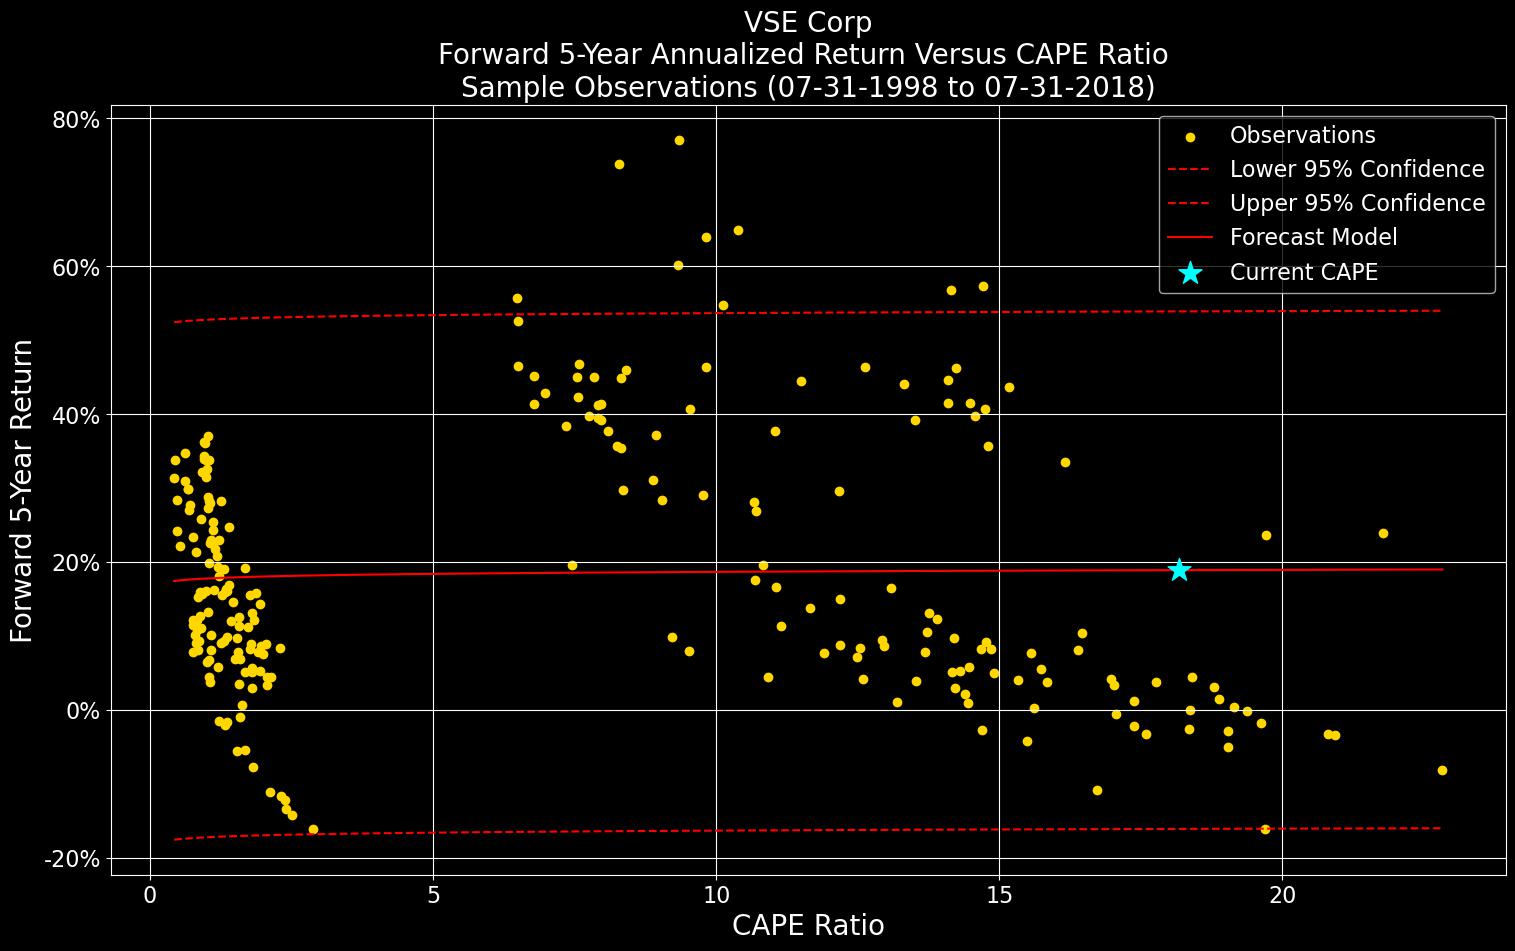 VSE Corp
Forward 5-Year Annualized Return Versus CAPE Ratio
Sample Observations (07-31-1998 to 07-31-2018)
Observations
Lower 95% Confidence
Upper 95% Confidence
Forecast Model
Current CAPE
Forward 5-Year Return
80%
60%
40%
20%
0%
-20%
0 5 10 15 20
CAPE Ratio